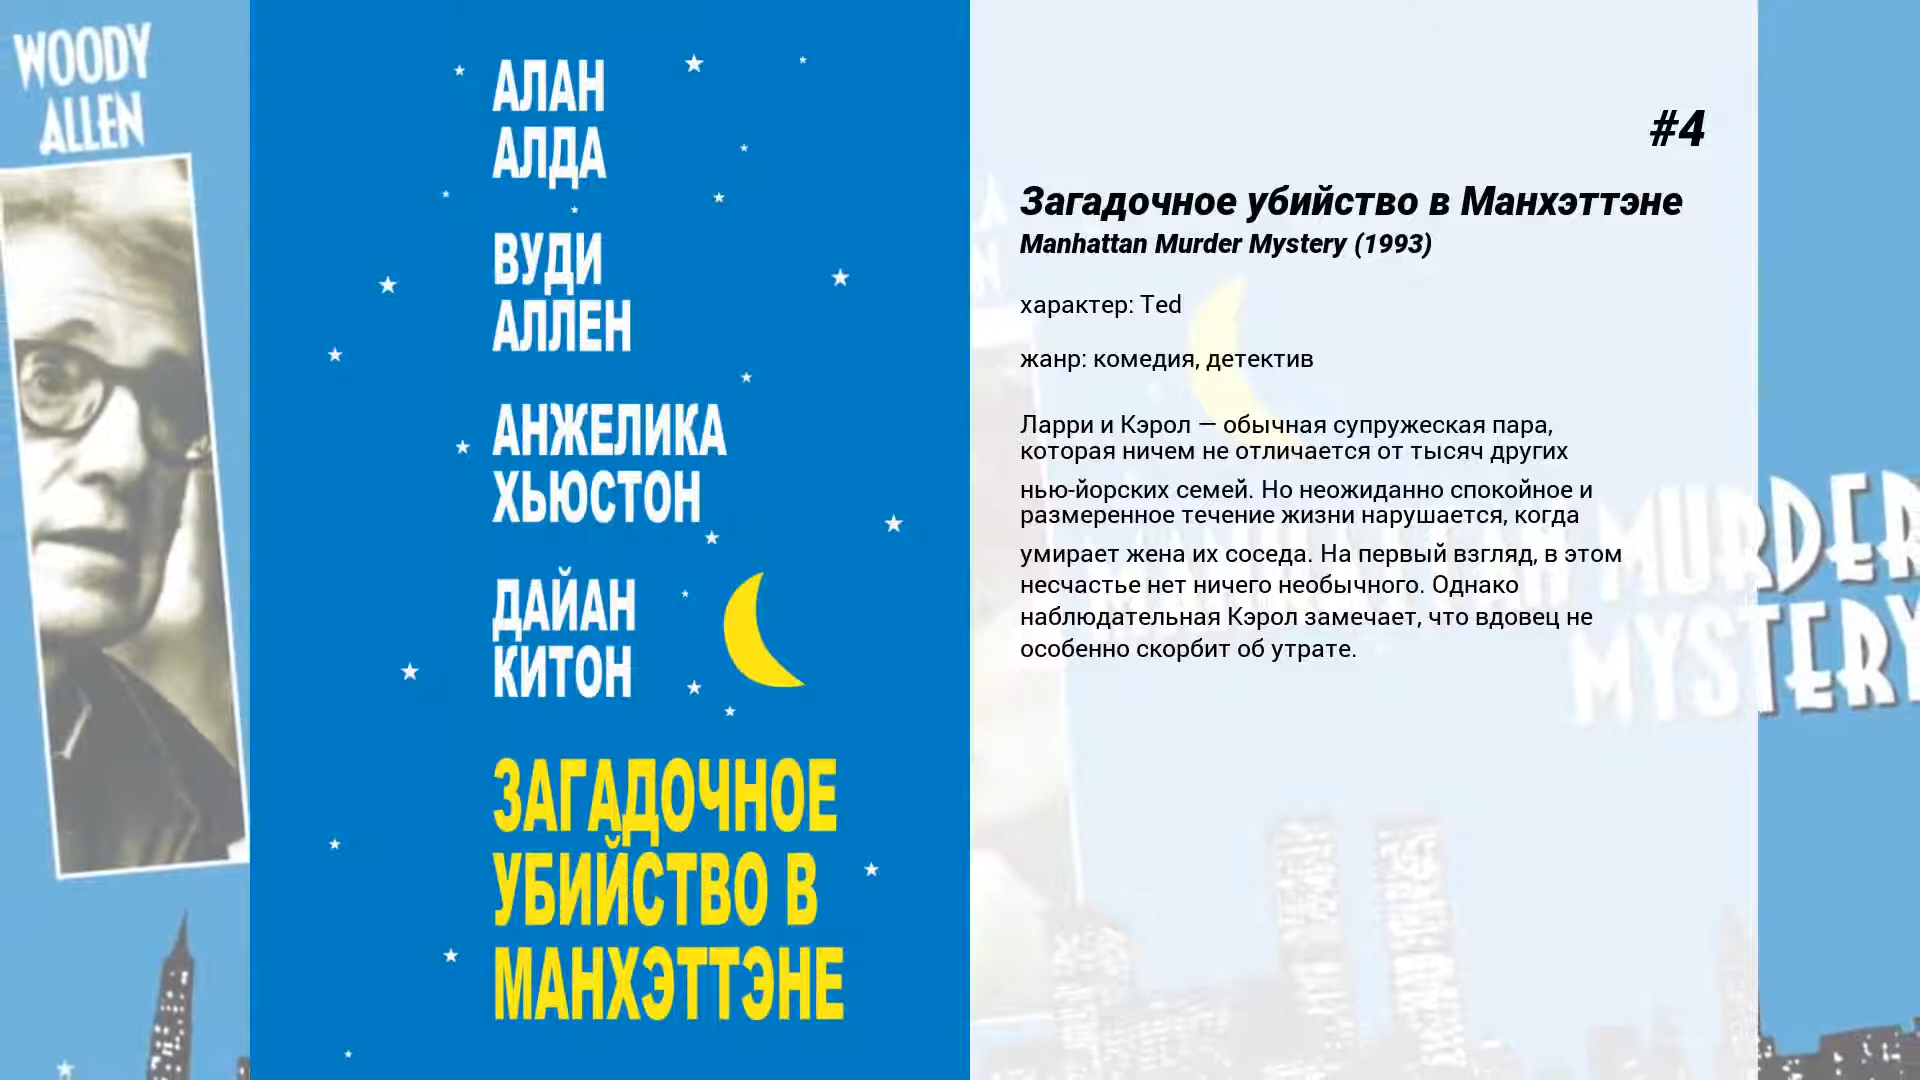 WOODY
ALLEN
АЛАН
АЛДА
ВУДИ
АЛЛЕН
АНЖЕЛИКА
ХЬЮСТОН
ДАЙАН
КИТОН
ЗАГАДОЧНОЕ
УБИЙСТВО В
МАНХЭТТЭНЕ
#4
Загадочное убийство в Манхэттэне
Manhattan Murder Mystery (1993)
характер: Ted
жанр: комедия, детектив
Ларри и Кэрол — обычная супружеская пара,
которая ничем не отличается от тысяч других
нью-йорских семей. Но неожиданно спокойное и
размеренное течение жизни нарушается, когда
умирает жена их соседа. На первый взгляд, в этом
несчастье нет ничего необычного. Однако
наблюдательная Кэрол замечает, что вдовец не
особенно скорбит об утрате.
MURDER
MYSTERY